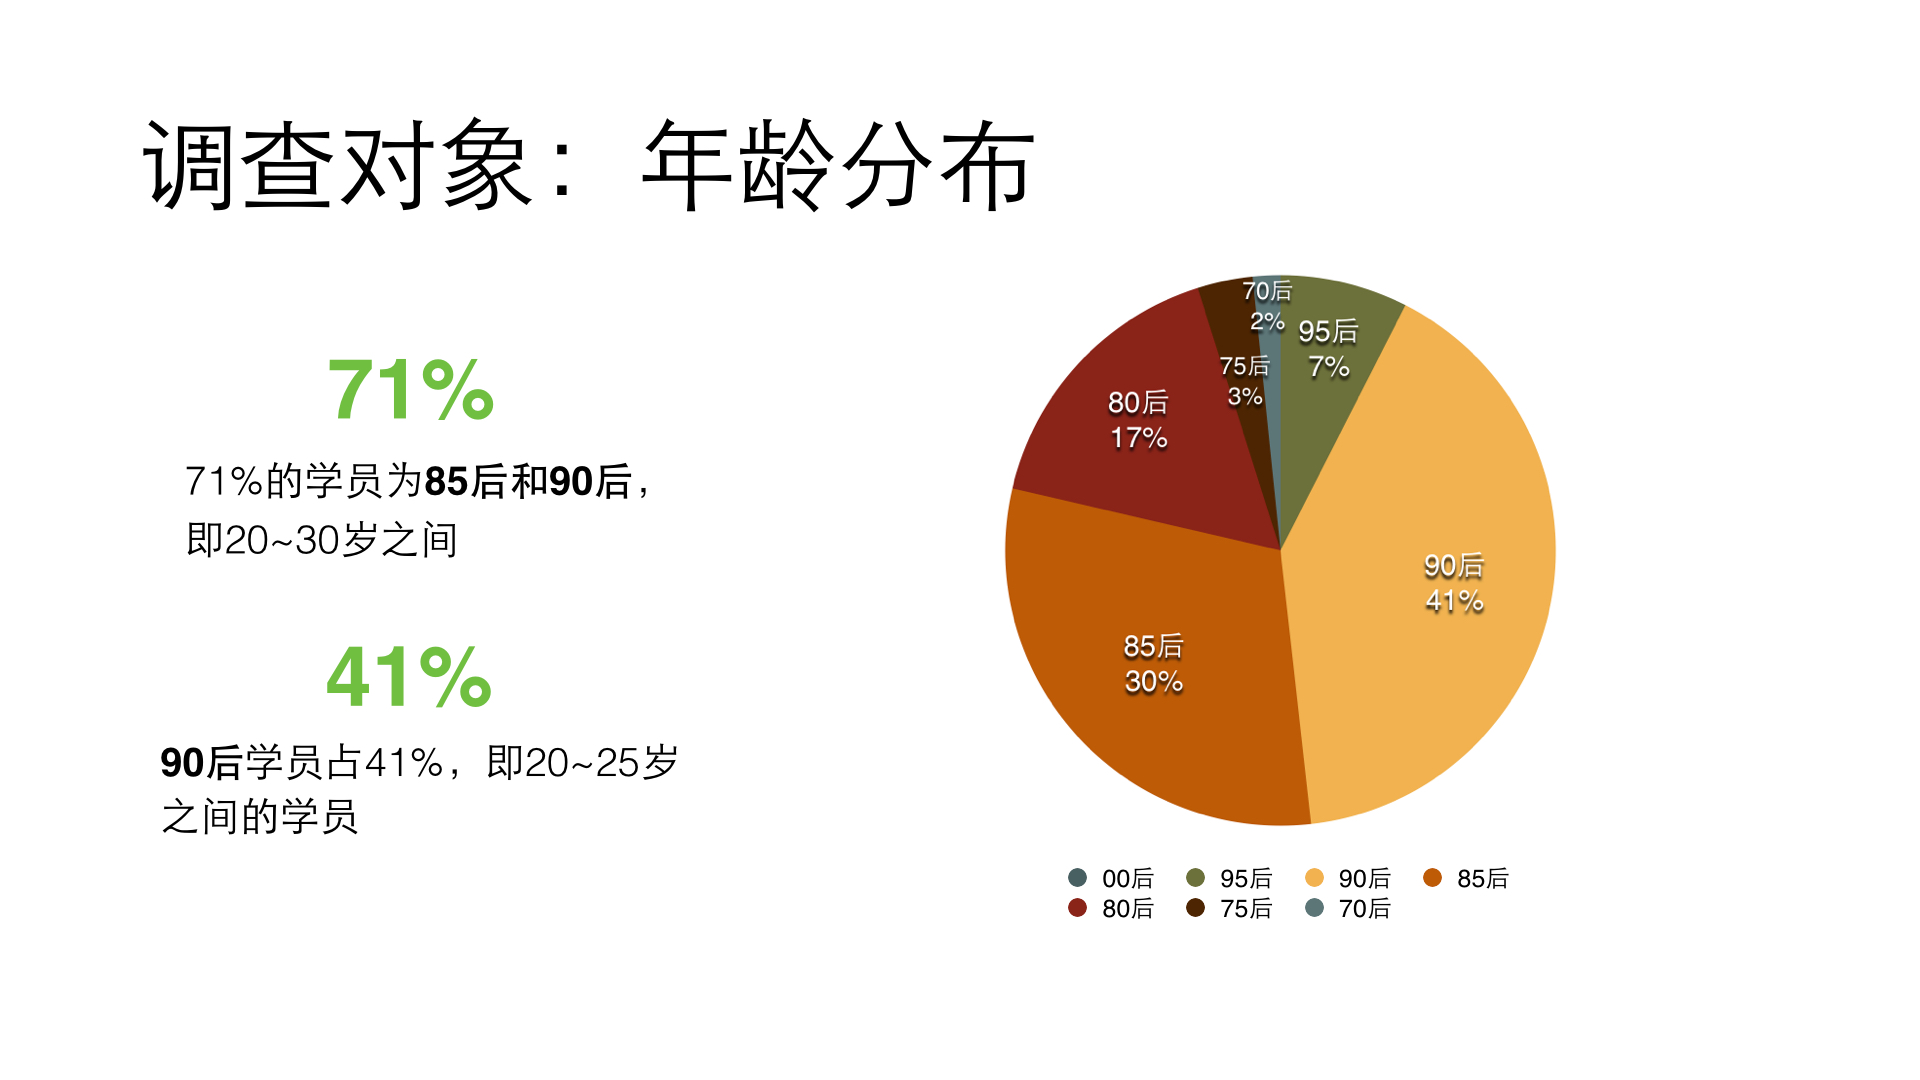 调查对象：年龄分布
71%
71%的学员为85后和90后，
即20~30岁之间
41%
90后学员占41%，即20~25岁
之间的学员
70后
2%
95后
7%
75后
3%
80后
17%
90后
41%
85后
30%
00后 95后 90后 85后
80后 75后 70后